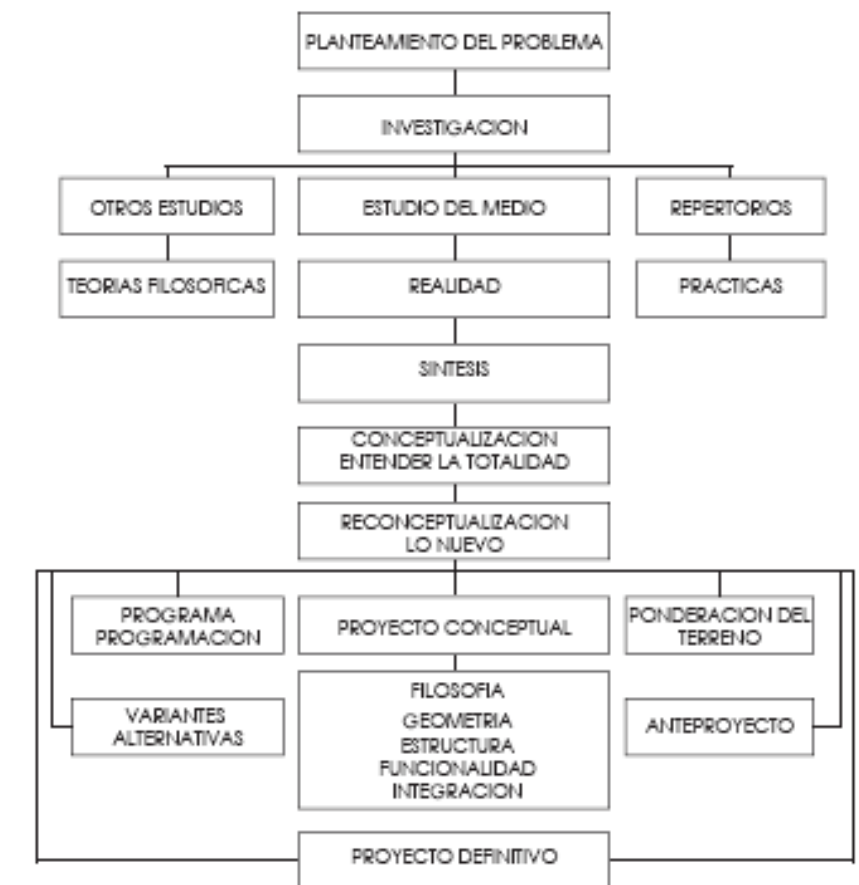 PLANTEAMIENTO DEL PROBLEMA
INVESTIGACION
OTROS ESTUDIOS
ESTUDIO DEL MEDIO
REPERTORIOS
TEORIAS FILOSOFICAS
REALIDAD
PRACTICAS
SINTESIS
CONCEPTUALIZACION
ENTENDER LA TOTALIDAD
RECONCEPTUALIZACION
LO NUEVO
PROGRAMA
PROGRAMACION
PROYECTO CONCEPTUAL
PONDERACION DEL
TERRENO
VARIANTES
ALTERNATIVAS
FILOSOFIA
GEOMETRIA
ESTRUCTURA
FUNCIONALIDAD
INTEGRACION
ANTEPROYECTO
PROYECTO DEFINITIVO